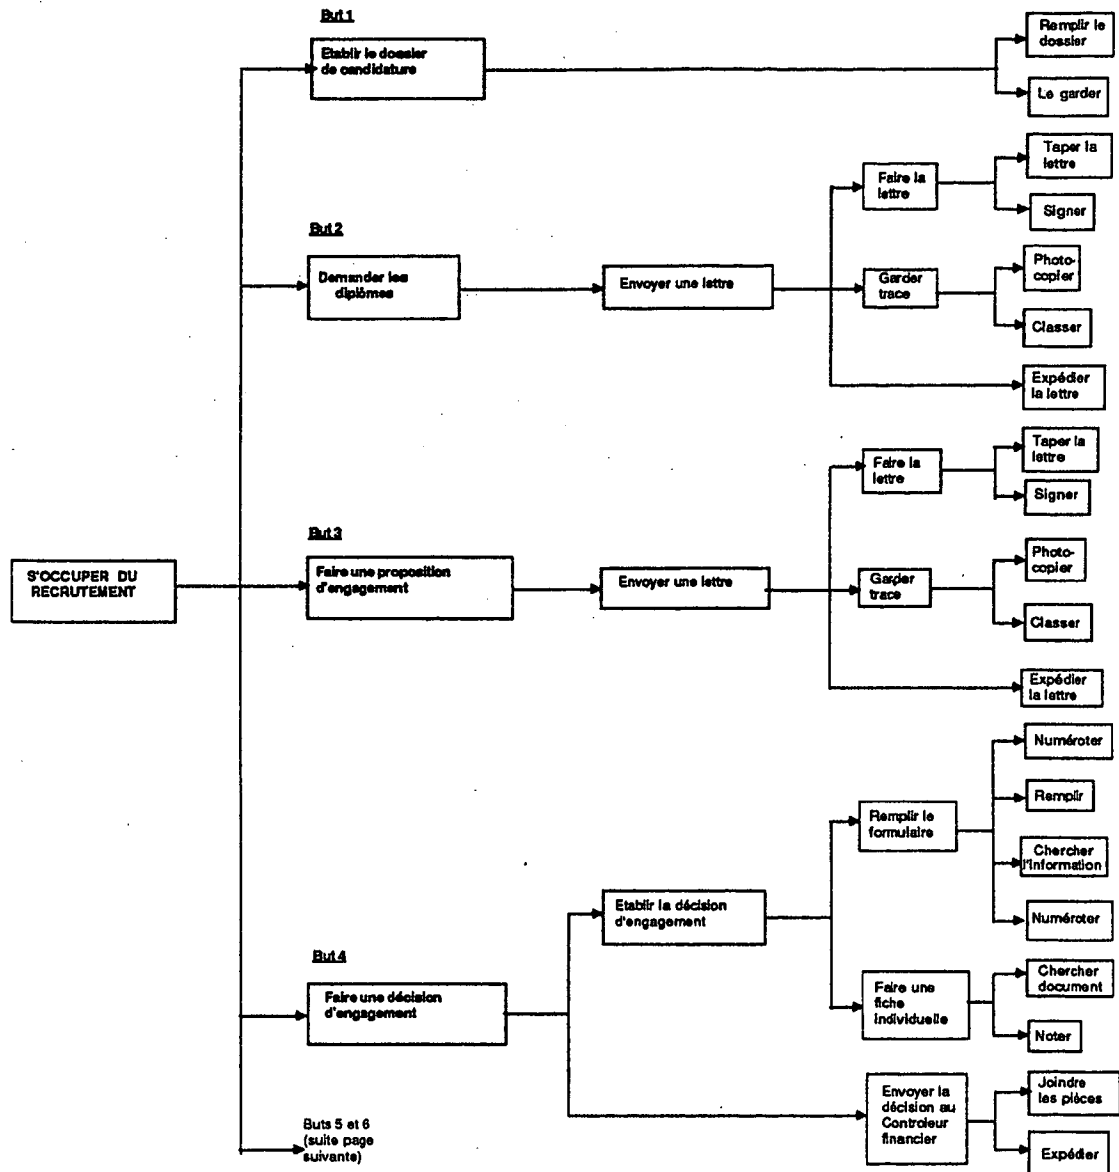 But 1
Etablir le dossier
de candidature
Remplir le
dossier
Le garder
But 2
Demander les
diplômes
Envoyer une lettre
Faire la
lettre
Taper la
lettre
Signer
Garder
trace
Photo-
copier
Classer
Expédier
la lettre
S'OCCUPER DU
RECRUTEMENT
But 3
Faire une proposition
d'engagement
Envoyer une lettre
Faire la
lettre
Taper la
lettre
Signer
Garder
trace
Photo-
copier
Classer
Expédier
la lettre
But 4
Faire une décision
d'engagement
Etablir la décision
d'engagement
Remplir le
formulaire
Numéroter
Remplir
Chercher
l'information
Numéroter
Faire une
fiche
individuelle
Chercher
document
Noter
Envoyer la
décision au
Controleur
financier
Joindre
les pièces
Expédier
Buts 5 et 6
(suite page
suivante)